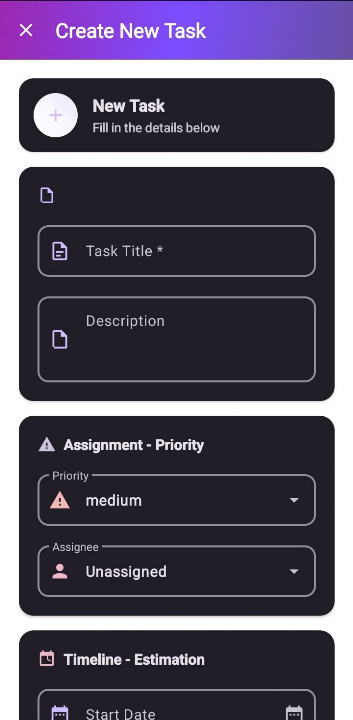 Create New Task
New Task
Fill in the details below
Task Title *
Description
Assignment - Priority
Priority
medium
Assignee
Unassigned
Timeline - Estimation
Start Date